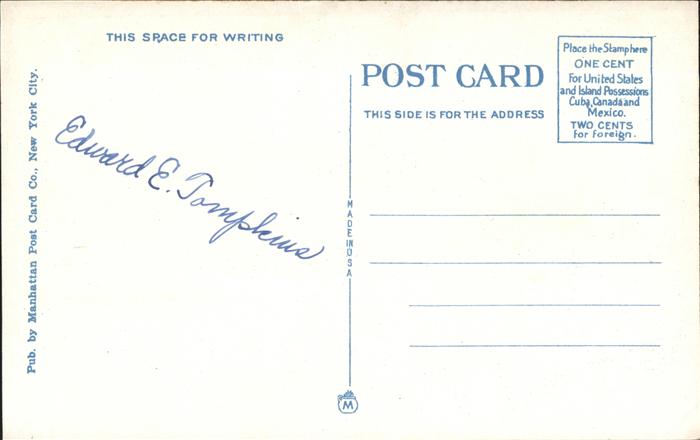 THIS SPACE FOR WRITING
Pub. by Manhattan Post Card Co., New York City.
Edward E. Tompkins
MADE IN USA
M
POST CARD
THIS SIDE IS FOR THE ADDRESS
Place the Stamp here
ONE CENT
For United States
and Island Possessions
Cuba, Canada and
Mexico.
TWO CENTS
for Foreign.